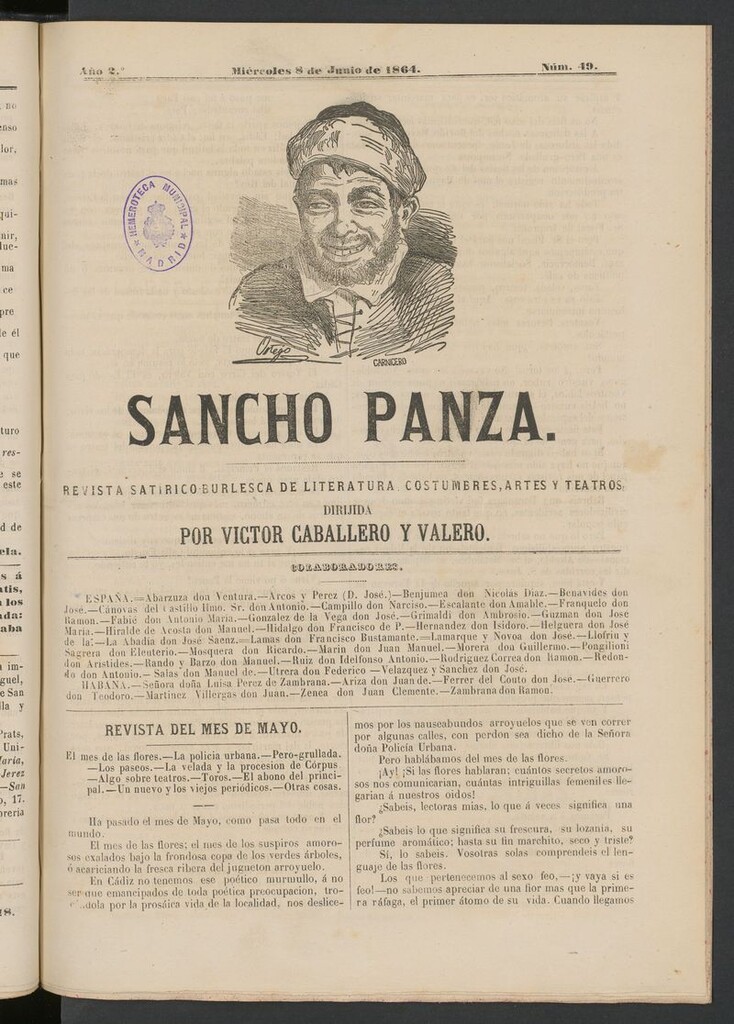 Año 2.º
Miércoles 8 de Junio de 1864.
Núm. 49.
HEMEROTECA MUNICIPAL
MADRID
Ortego
CARNICERO
SANCHO PANZA.
REVISTA SATIRICO-BURLESCA DE LITERATURA, COSTUMBRES, ARTES Y TEATROS,
DIRIJIDA
POR VICTOR CABALLERO Y VALERO.
COLABORADORES.
ESPAÑA.=Abarzuza don Ventura.—Arcos y Perez (D. José.)—Benjumea don Nicolás Diaz.—Benavides don
José.—Cánovas del Castillo Ilmo. Sr. don Antonio.—Campillo don Narciso.—Escalante don Amable.—Franquelo don
Ramon.—Fabié don Antonio Maria.—Gonzalez de la Vega don José.—Grimaldi don Ambrosio.—Guzman don José
Maria.—Hiralde de Acosta don Manuel.—Hidalgo don Francisco de P.—Hernandez don Isidoro.—Helguera don José
de la.—La Abadia don José Saenz.=Lamas don Francisco Bustamante.=Lamarque y Novoa don José.—Llofriu y
Sagrera don Eleuterio.—Mosquera don Ricardo.—Marin don Juan Manuel.—Morera don Guillermo.—Pongilioni
don Aristides.—Rando y Barzo don Manuel.—Ruiz don Idelfonso Antonio.—Rodriguez Correa don Ramon.—Redon-
do don Antonio.—Salas don Manuel de.—Utrera don Federico—Velazquez y Sanchez don José.
HABANA.—Señora doña Luisa Perez de Zambrana.—Ariza don Juan de.—Ferrer del Couto don José.—Guerrero
don Teodoro.—Martinez Villergas don Juan.—Zenea don Juan Clemente.—Zambrana don Ramon.
REVISTA DEL MES DE MAYO.
El mes de las flores.—La policía urbana.—Pero-grullada.
—Los paseos.—La velada y la procesion de Córpus
—Algo sobre teatros.—Toros.—El abono del princi-
pal.—Un nuevo y los viejos periódicos.—Otras cosas.
Ha pasado el mes de Mayo, como pasa todo en el
mundo.
El mes de las flores; el mes de los suspiros amoro-
sos exalados bajo la frondosa copa de los verdes árboles,
ó acariciando la fresca ribera del jugueton arroyuelo.
En Cádiz no tenemos ese poético murmullo, á no
ser que emancipados de toda poética preocupacion, tro-
cándola por la prosáica vida de la localidad, nos deslice-
mos por los nauseabundos arroyuelos que se ven correr
por algunas calles, con perdon sea dicho de la Señora
doña Policía Urbana.
Pero hablábamos del mes de las flores.
¡Ay! ¡Si las flores hablaran; cuántos secretos amoro-
sos nos comunicarian, cuántas intriguillas femeniles lle-
garian á nuestros oidos!
¿Sabeis, lectoras mias, lo que á veces significa una
flor?
¿Sabeis lo que significa su frescura, su lozanía, su
perfume aromático; hasta su fin marchito, seco y triste?
Sí, lo sabeis. Vosotras solas comprendeis el len-
guaje de las flores.
Los que pertenecemos al sexo feo,—¡y vaya si es
feo!—no sabemos apreciar de una flor mas que la prime-
ra ráfaga, el primer átomo de su vida. Cuando llegamos